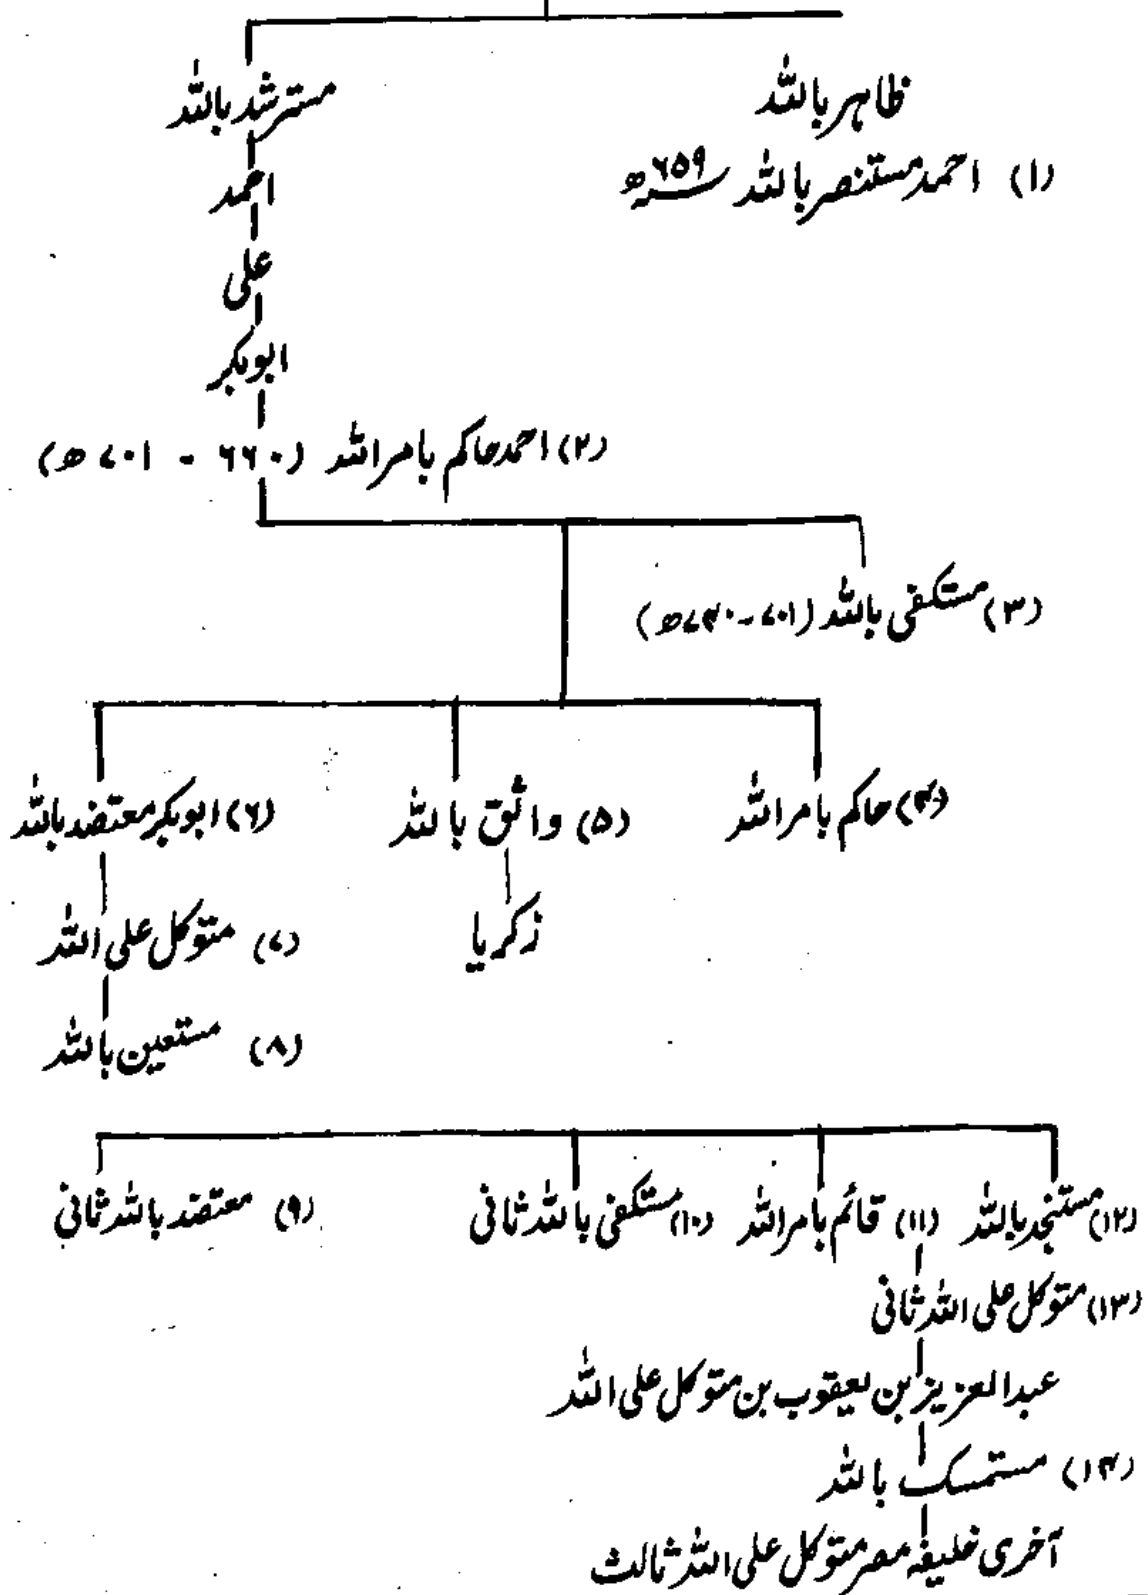 ظاہر باللہ مسترشد باللہ
(۱) احمد مستنصر باللہ ۶۵۹ھ احمد
علی
ابوبکر
(۲) احمد حاکم بامر اللہ (۶۶۰ - ۷۰۱ھ)
(۳) مستکفی باللہ (۷۰۱ - ۷۴۰ھ)
(۴) حاکم بامر اللہ (۵) واثق باللہ (۶) ابوبکر معتضد باللہ
زکریا (۷) متوکل علی اللہ
(۸) مستعین باللہ
(۱۲) مستنجد باللہ (۱۱) قائم بامر اللہ (۱۰) مستکفی باللہ ثانی (۹) معتضد باللہ ثانی
(۱۳) متوکل علی اللہ ثانی
عبدالعزیز بن یعقوب بن متوکل علی اللہ
(۱۴) مستمسک باللہ
آخری خلیفہ مصر متوکل علی اللہ ثالث